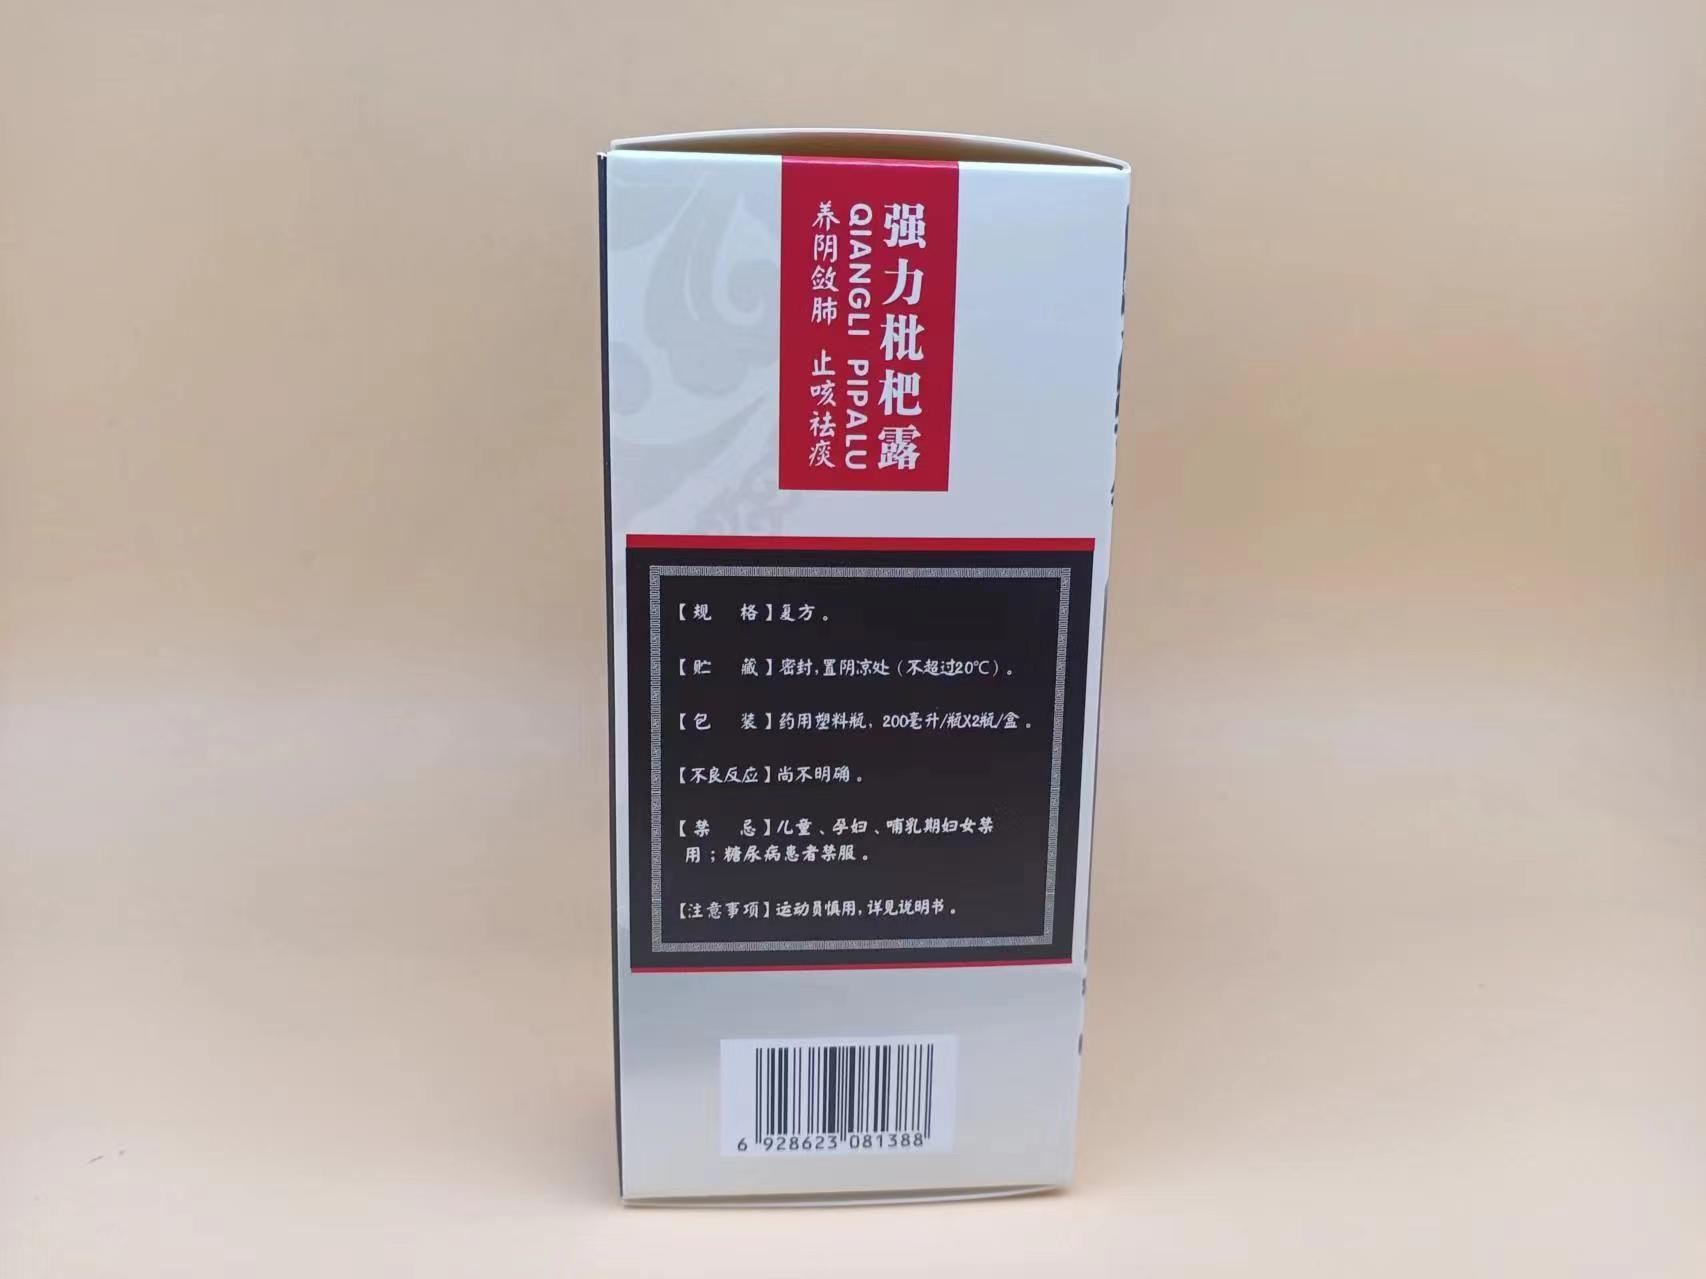 强力枇杷露
QIANGLI PIPALU
养阴敛肺 止咳祛痰
【规 格】复方。
【贮 藏】密封,置阴凉处（不超过20℃）。
【包 装】药用塑料瓶，200毫升/瓶X2瓶/盒。
【不良反应】尚不明确。
【禁 忌】儿童、孕妇、哺乳期妇女禁
用；糖尿病患者禁服。
【注意事项】运动员慎用,详见说明书。
6 928623 081388